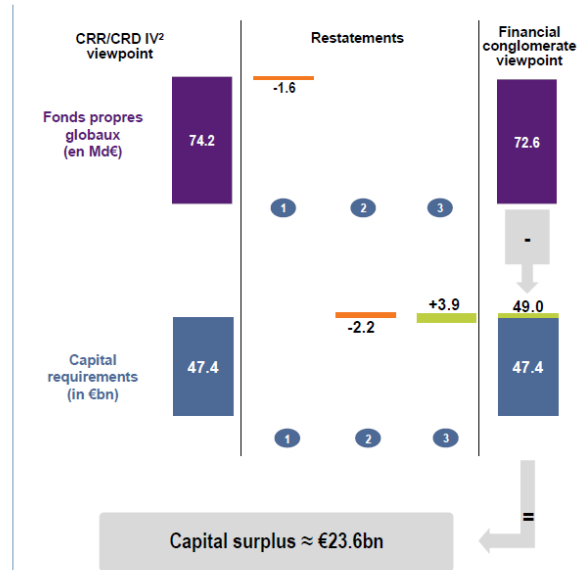 CRR/CRD IV²
viewpoint
Restatements
Financial
conglomerate
viewpoint
Fonds propres
globaux
(en Md€)
74.2
-1.6
72.6
1
2
3
-
Capital
requirements
(in €bn)
47.4
-2.2
+3.9
49.0
47.4
1
2
3
=
Capital surplus ≈ €23.6bn